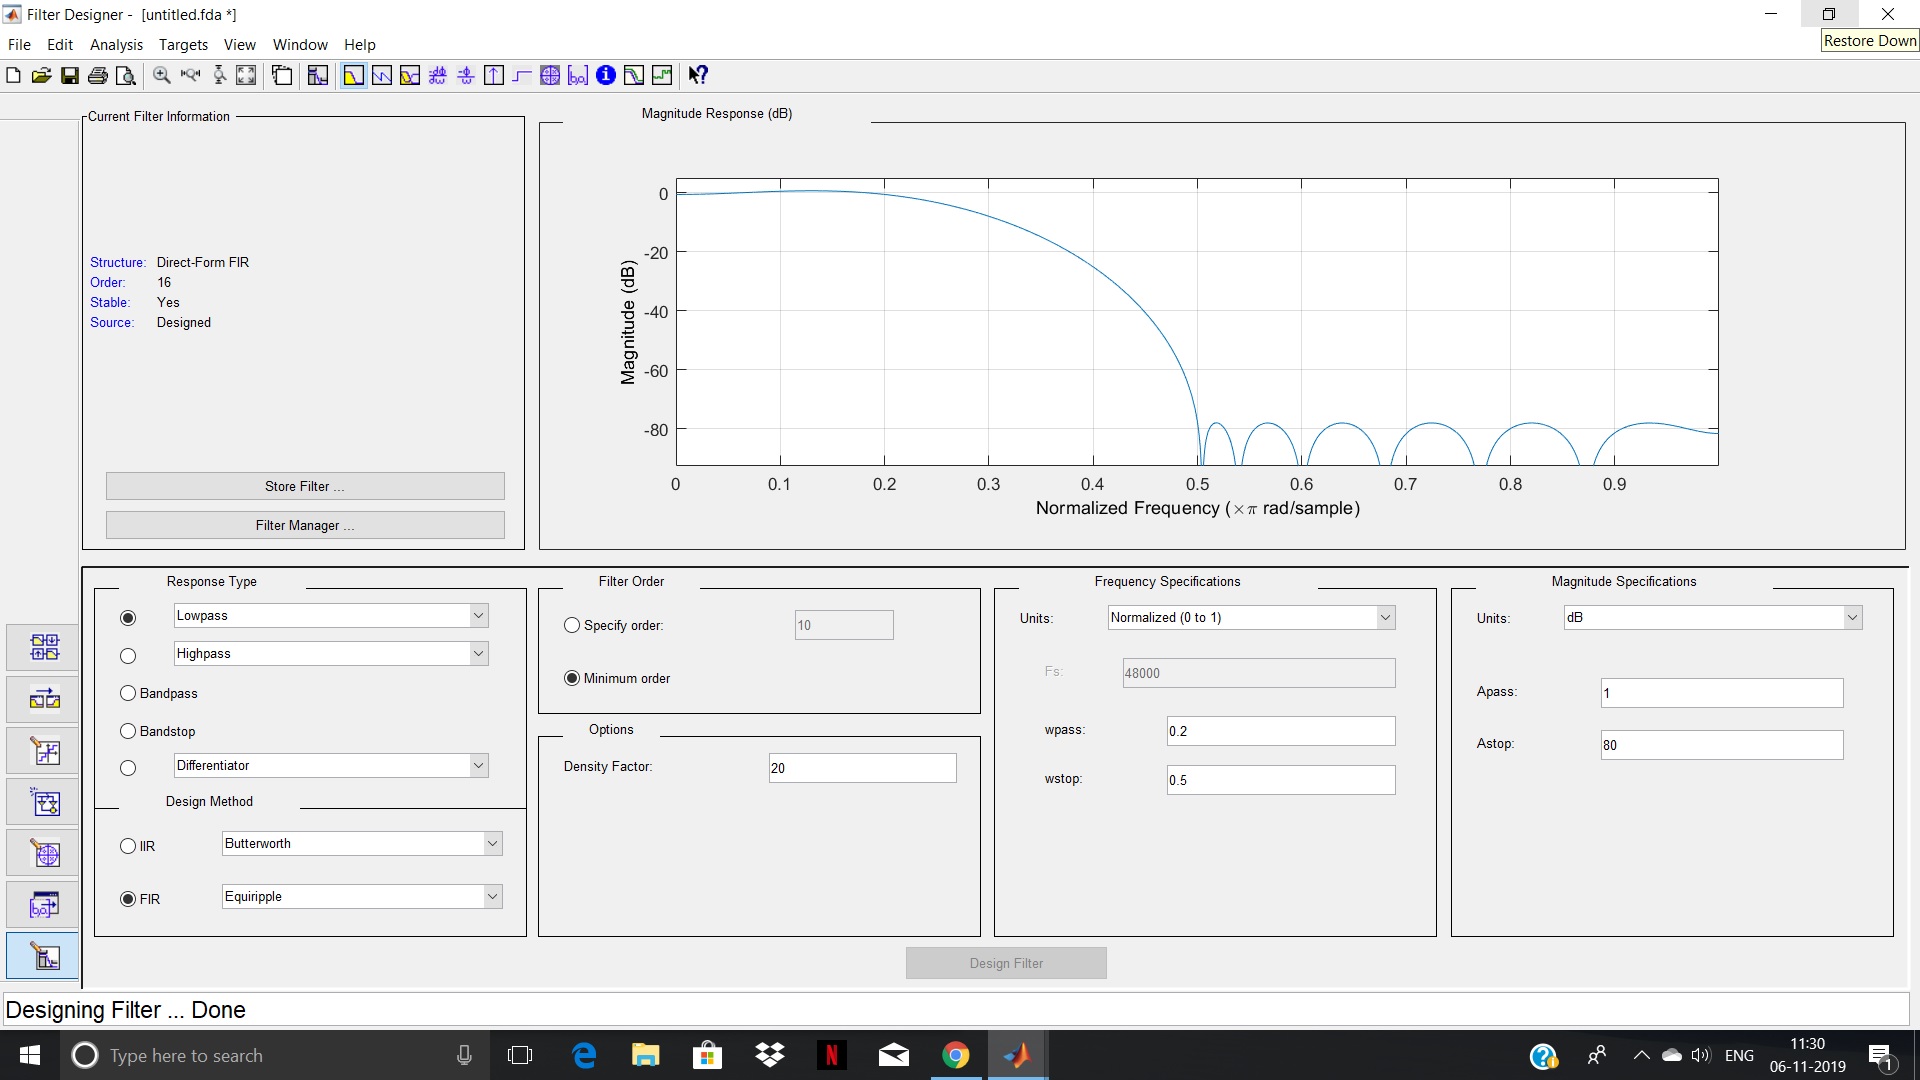 Filter Designer - [untitled.fda *]
Restore Down
File Edit Analysis Targets View Window Help
Current Filter Information
Structure: Direct-Form FIR
Order: 16
Stable: Yes
Source: Designed
Store Filter ...
Filter Manager ...
Magnitude Response (dB)
Magnitude (dB)
0
-20
-40
-60
-80
0 0.1 0.2 0.3 0.4 0.5 0.6 0.7 0.8 0.9
Normalized Frequency (×π rad/sample)
Response Type
Lowpass
Highpass
Bandpass
Bandstop
Differentiator
Design Method
IIR Butterworth
FIR Equiripple
Filter Order
Specify order: 10
Minimum order
Options
Density Factor: 20
Frequency Specifications
Units: Normalized (0 to 1)
Fs: 48000
wpass: 0.2
wstop: 0.5
Magnitude Specifications
Units: dB
Apass: 1
Astop: 80
Design Filter
Designing Filter ... Done
Type here to search
ENG
11:30
06-11-2019
1